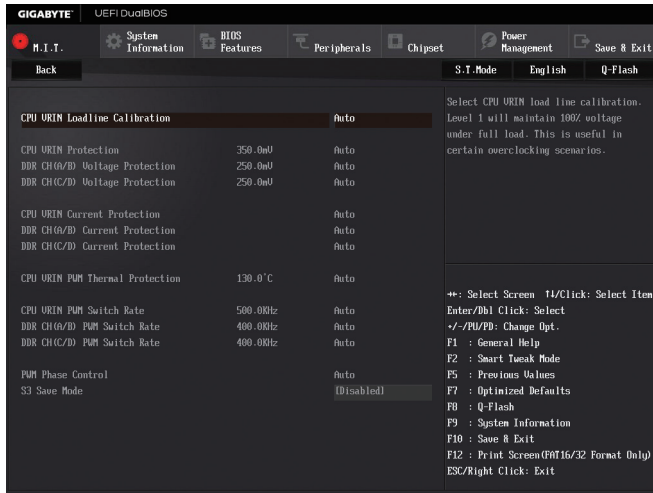 GIGABYTE™ UEFI DualBIOS
M.I.T. System Information BIOS Features Peripherals Chipset Power Management Save & Exit
Back S.T.Mode English Q-Flash
CPU VRIN Loadline Calibration Auto
CPU VRIN Protection 350.0mV Auto
DDR CH(A/B) Voltage Protection 250.0mV Auto
DDR CH(C/D) Voltage Protection 250.0mV Auto
CPU VRIN Current Protection Auto
DDR CH(A/B) Current Protection Auto
DDR CH(C/D) Current Protection Auto
CPU VRIN PWM Thermal Protection 130.0°C Auto
CPU VRIN PWM Switch Rate 500.0KHz Auto
DDR CH(A/B) PWM Switch Rate 400.0KHz Auto
DDR CH(C/D) PWM Switch Rate 400.0KHz Auto
PWM Phase Control Auto
S3 Save Mode [Disabled]
Select CPU VRIN load line calibration.
Level 1 will maintain 100% voltage
under full load. This is useful in
certain overclocking scenarios.
→←: Select Screen ↑↓/Click: Select Item
Enter/Dbl Click: Select
+/-/PU/PD: Change Opt.
F1 : General Help
F2 : Smart Tweak Mode
F5 : Previous Values
F7 : Optimized Defaults
F8 : Q-Flash
F9 : System Information
F10 : Save & Exit
F12 : Print Screen(FAT16/32 Format Only)
ESC/Right Click: Exit